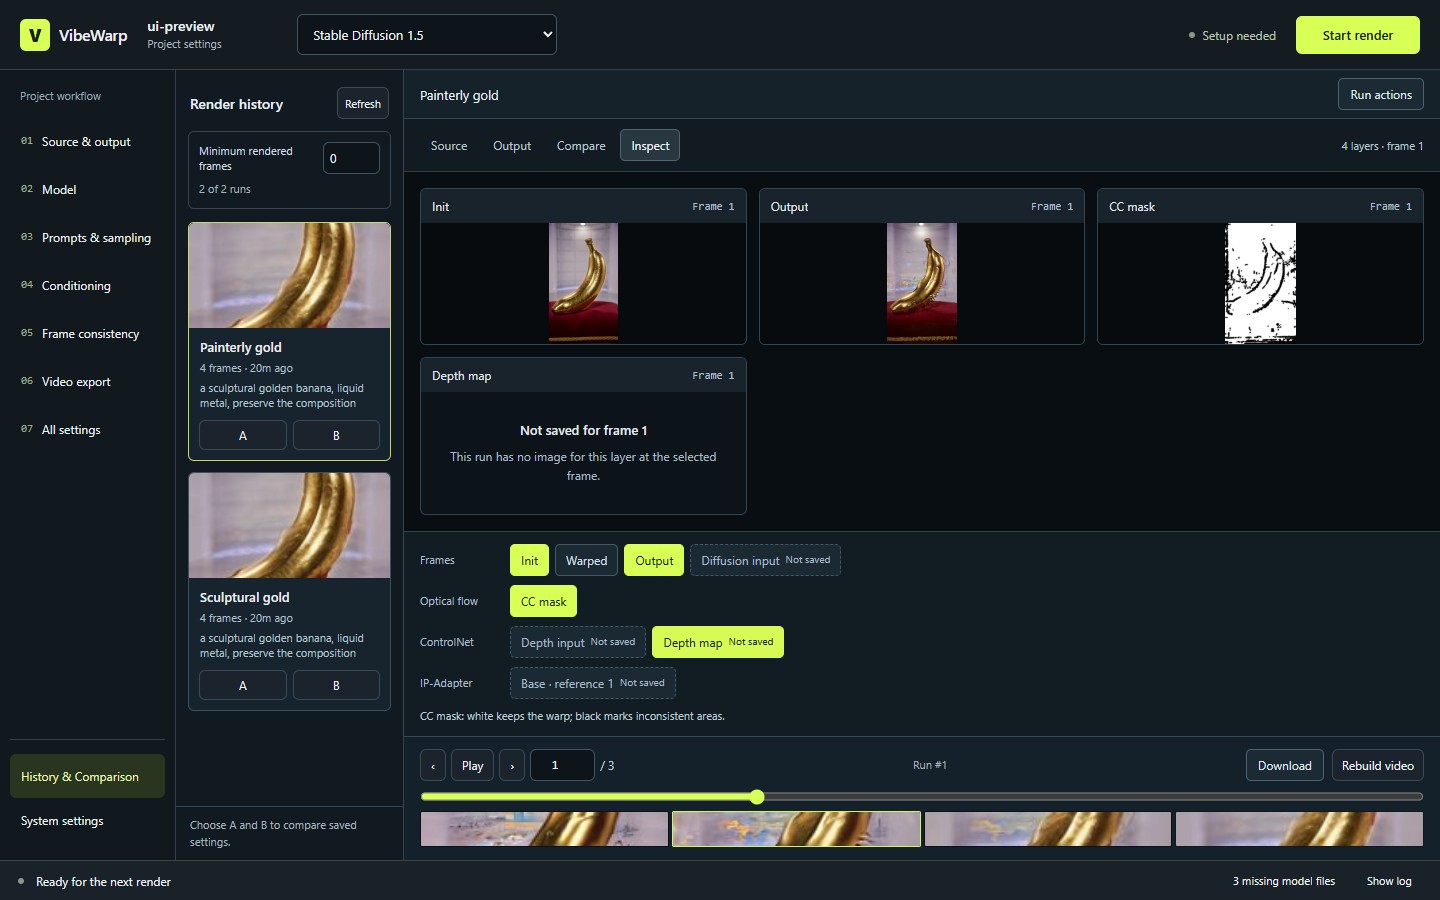 V VibeWarp
ui-preview
Project settings
Stable Diffusion 1.5
Setup needed
Start render
Project workflow
01 Source & output
02 Model
03 Prompts & sampling
04 Conditioning
05 Frame consistency
06 Video export
07 All settings
History & Comparison
System settings
Render history
Refresh
Minimum rendered
frames
0
2 of 2 runs
Painterly gold
4 frames · 20m ago
a sculptural golden banana, liquid
metal, preserve the composition
A B
Sculptural gold
4 frames · 20m ago
a sculptural golden banana, liquid
metal, preserve the composition
A B
Choose A and B to compare saved
settings.
Painterly gold
Run actions
Source Output Compare Inspect
4 layers · frame 1
Init Frame 1
Output Frame 1
CC mask Frame 1
Depth map Frame 1
Not saved for frame 1
This run has no image for this layer at the selected
frame.
Frames Init Warped Output Diffusion input Not saved
Optical flow CC mask
ControlNet Depth input Not saved Depth map Not saved
IP-Adapter Base · reference 1 Not saved
CC mask: white keeps the warp; black marks inconsistent areas.
‹ Play › 1 / 3
Run #1
Download Rebuild video
Ready for the next render
3 missing model files
Show log